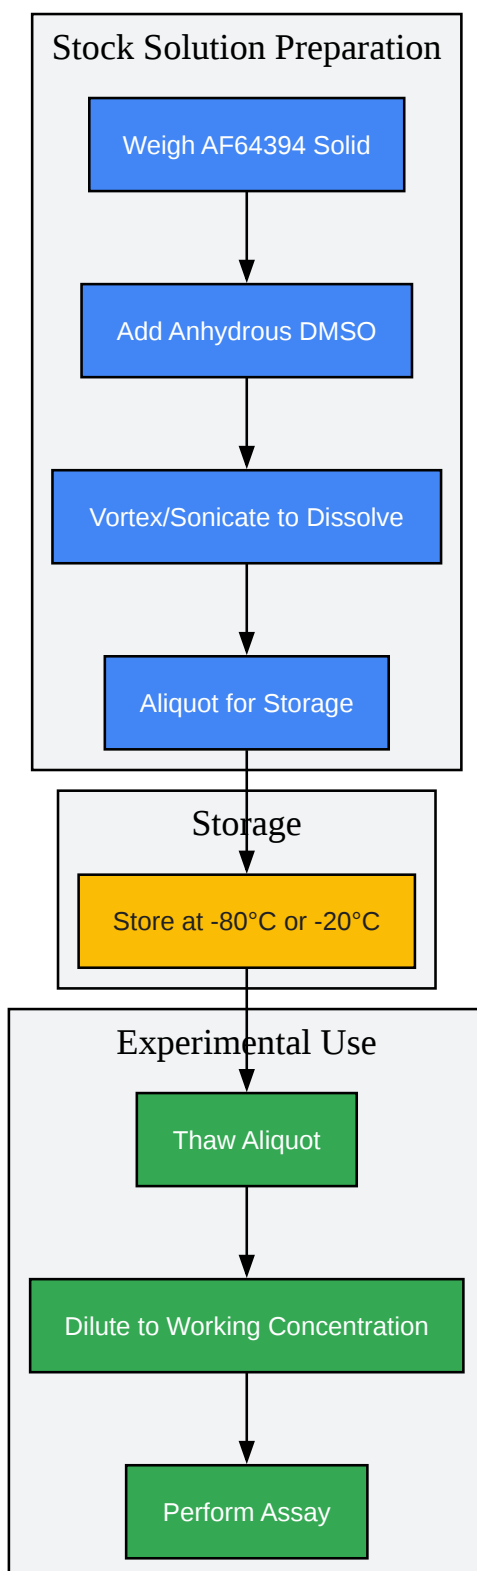 Stock Solution Preparation
Weigh AF64394 Solid
Add Anhydrous DMSO
Vortex/Sonicate to Dissolve
Aliquot for Storage
Storage
Store at -80°C or -20°C
Experimental Use
Thaw Aliquot
Dilute to Working Concentration
Perform Assay